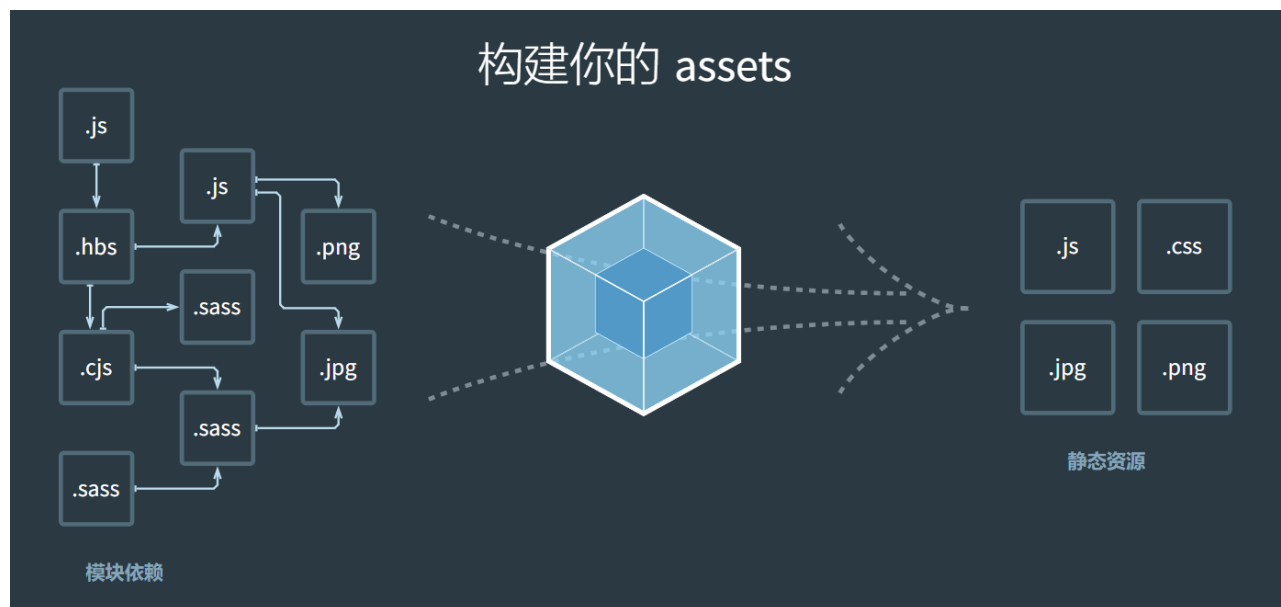 构建你的 assets
.js
.js
.hbs
.png
.sass
.cjs
.jpg
.sass
.sass
模块依赖
.js
.css
.jpg
.png
静态资源